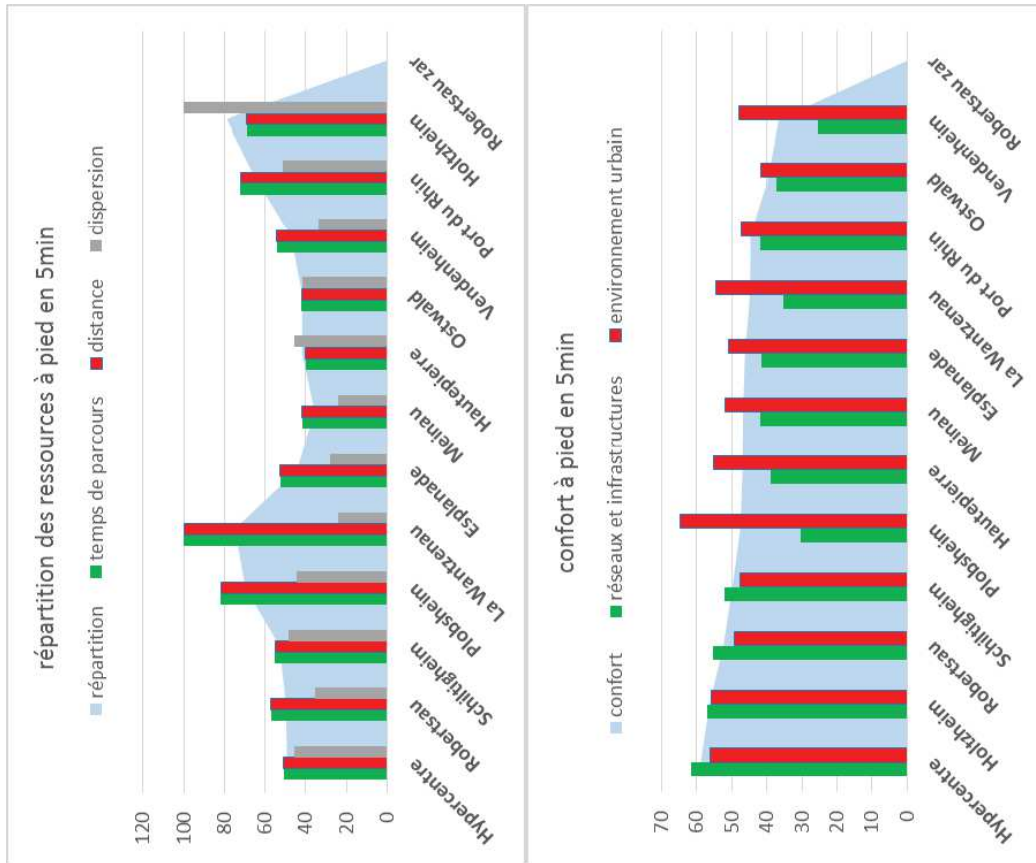 répartition des ressources à pied en 5min
répartition
temps de parcours
distance
dispersion
120
100
80
60
40
20
0
Hypercentre
Robertsau
Schiltigheim
Plobsheim
La Wantzenau
Esplanade
Meinau
Hautepierre
Ostwald
Vendenheim
Port du Rhin
Holtzheim
Robertsau zar
confort à pied en 5min
confort
réseaux et infrastructures
environnement urbain
70
60
50
40
30
20
10
0
Hypercentre
Holtzheim
Robertsau
Schiltigheim
Plobsheim
Hautepierre
Meinau
Esplanade
La Wantzenau
Port du Rhin
Ostwald
Vendenheim
Robertsau zar